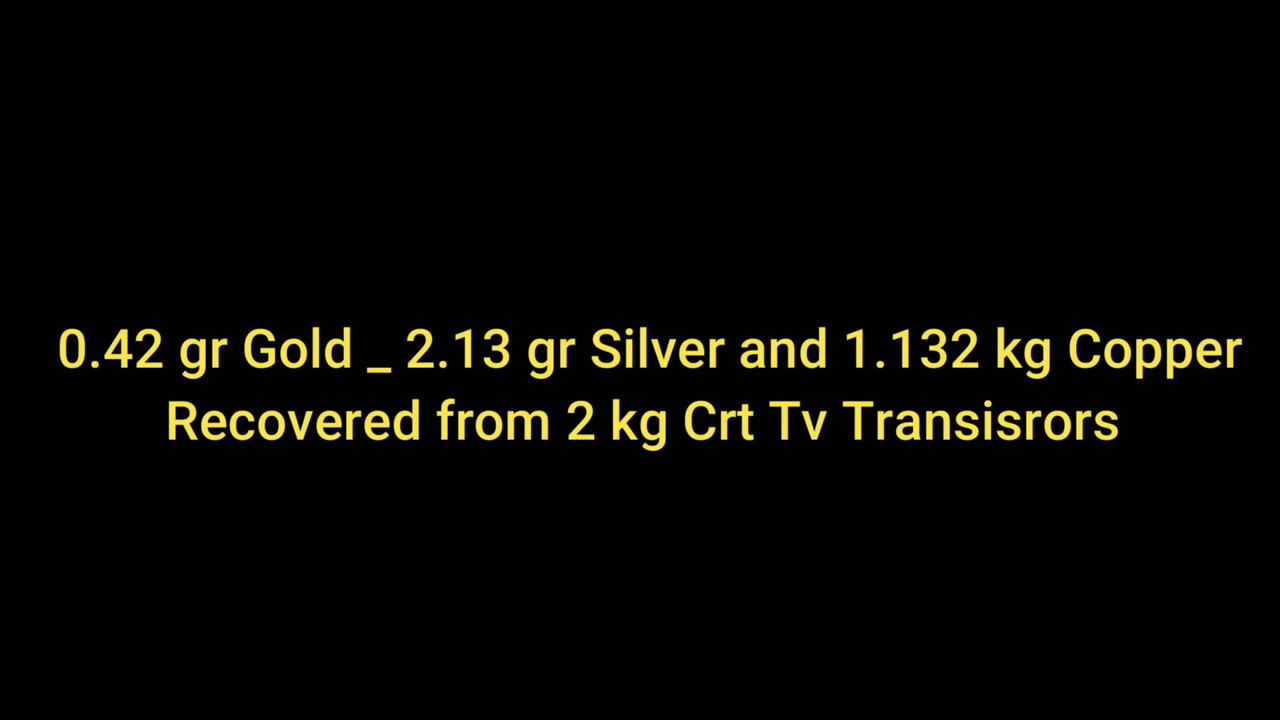 0.42 gr Gold _ 2.13 gr Silver and 1.132 kg Copper
Recovered from 2 kg Crt Tv Transisrors